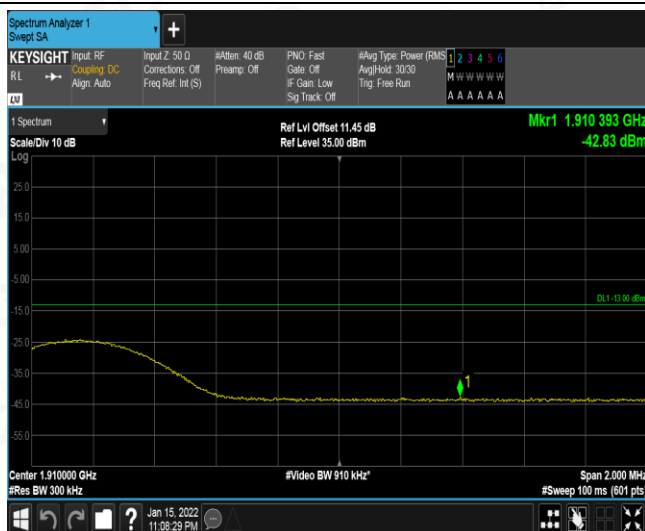 Spectrum Analyzer 1
Swept SA
+
KEYSIGHT Input: RF Input Z: 50 Ω #Atten: 40 dB PNO: Fast #Avg Type: Power (RMS 1 2 3 4 5 6
RL Coupling: DC Corrections: Off Preamp: Off Gate: Off Avg|Hold: 30/30 M W W W W W
Align: Auto Freq Ref: Int (S) IF Gain: Low Trig: Free Run
Sig Track: Off A A A A A A
LXI
1 Spectrum Ref Lvl Offset 11.45 dB Mkr1 1.910 393 GHz
Scale/Div 10 dB Ref Level 35.00 dBm -42.83 dBm
Log
25.0
15.0
5.00
-5.00
DL1 -13.00 dBm
-15.0
-25.0
-35.0
1
-45.0
-55.0
Center 1.910000 GHz #Video BW 910 kHz* Span 2.000 MHz
#Res BW 300 kHz #Sweep 100 ms (601 pts)
? Jan 15, 2022
11:08:29 PM